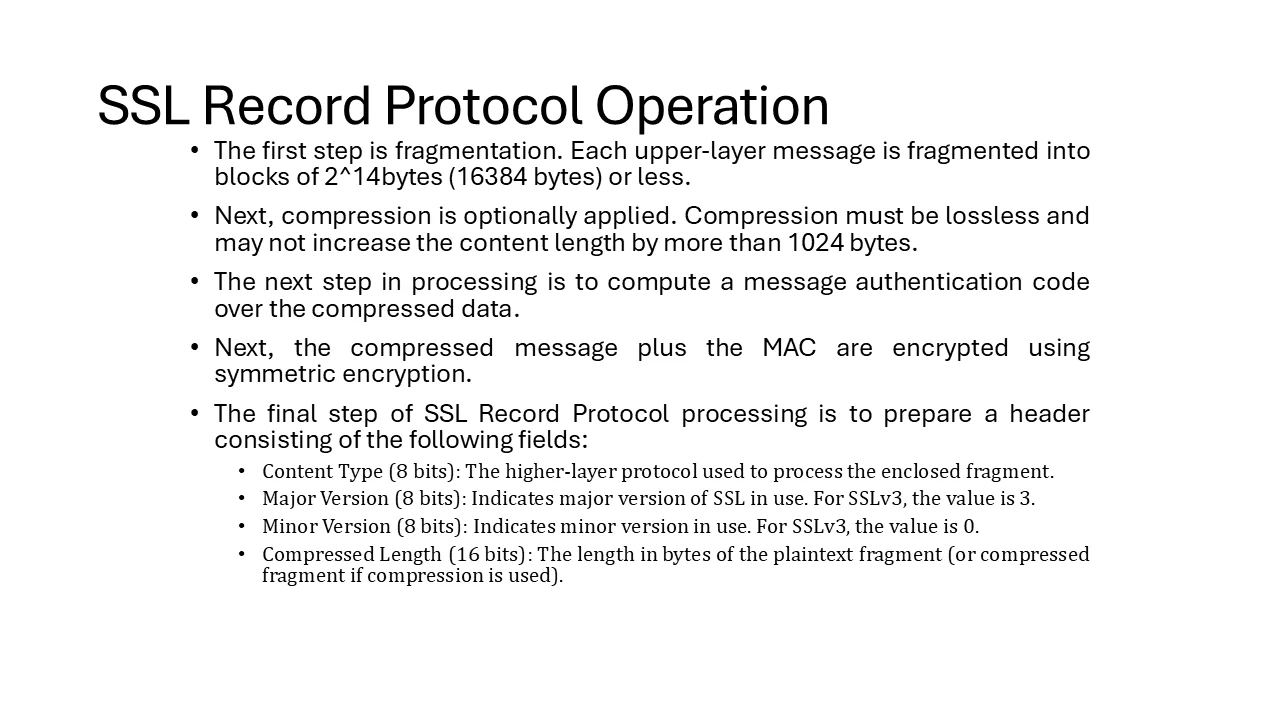 SSL Record Protocol Operation
• The first step is fragmentation. Each upper-layer message is fragmented into
blocks of 2^14bytes (16384 bytes) or less.
• Next, compression is optionally applied. Compression must be lossless and
may not increase the content length by more than 1024 bytes.
• The next step in processing is to compute a message authentication code
over the compressed data.
• Next, the compressed message plus the MAC are encrypted using
symmetric encryption.
• The final step of SSL Record Protocol processing is to prepare a header
consisting of the following fields:
• Content Type (8 bits): The higher-layer protocol used to process the enclosed fragment.
• Major Version (8 bits): Indicates major version of SSL in use. For SSLv3, the value is 3.
• Minor Version (8 bits): Indicates minor version in use. For SSLv3, the value is 0.
• Compressed Length (16 bits): The length in bytes of the plaintext fragment (or compressed
fragment if compression is used).